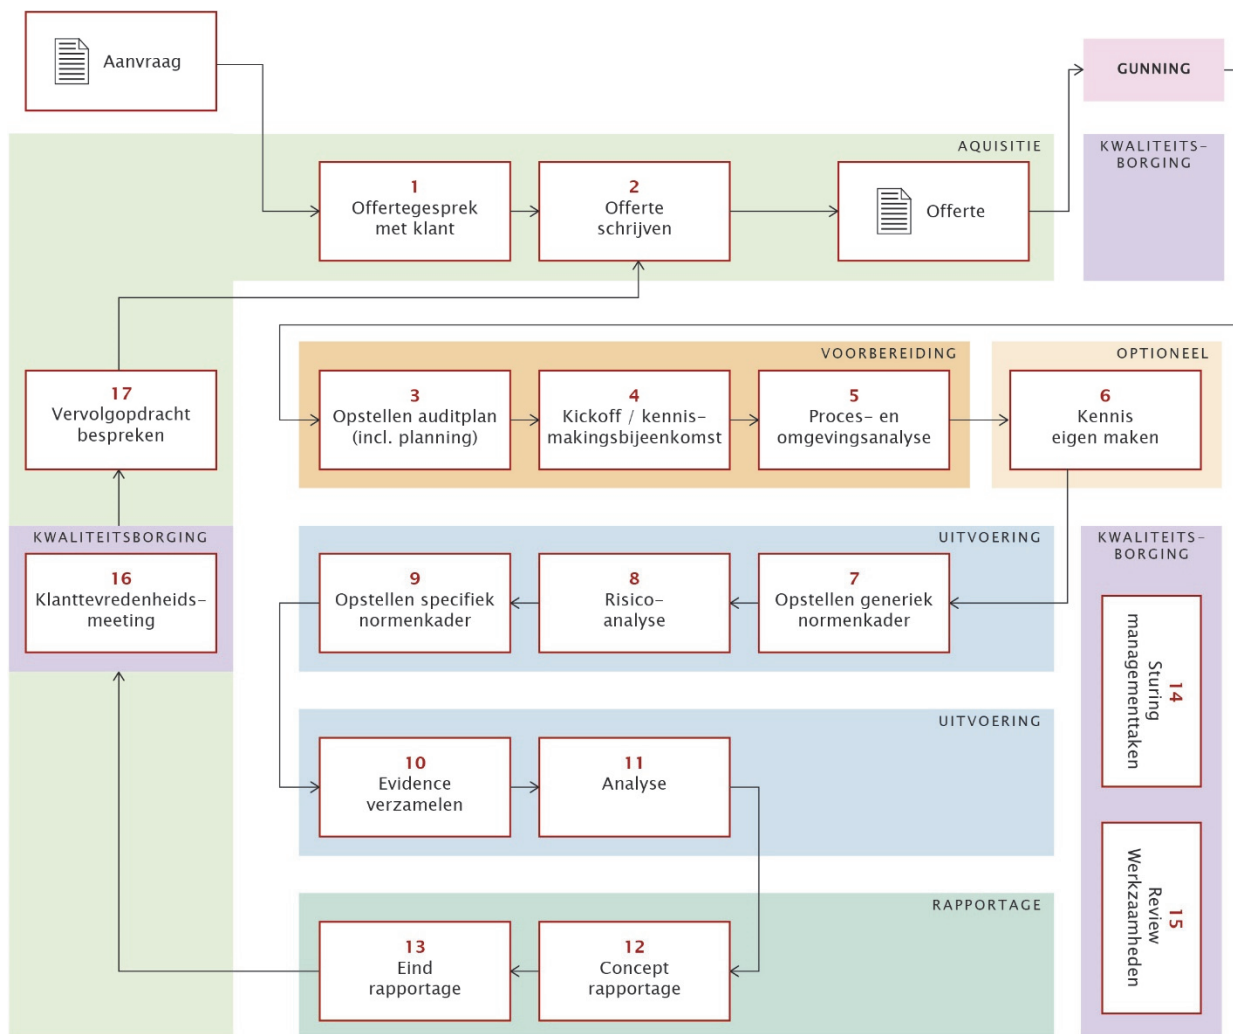 Aanvraag
GUNNING
AQUISITIE
KWALITEITS-
BORGING
1
Offertegesprek
met klant
2
Offerte
schrijven
Offerte
VOORBEREIDING
OPTIONEEL
17
Vervolgopdracht
bespreken
3
Opstellen auditplan
(incl. planning)
4
Kickoff / kennis-
makingsbijeenkomst
5
Proces- en
omgevingsanalyse
6
Kennis
eigen maken
KWALITEITSBORGING
UITVOERING
KWALITEITS-
BORGING
16
Klanttevredenheids-
meeting
9
Opstellen specifiek
normenkader
8
Risico-
analyse
7
Opstellen generiek
normenkader
14
Sturing
managementtaken
UITVOERING
10
Evidence
verzamelen
11
Analyse
15
Review
Werkzaamheden
RAPPORTAGE
13
Eind
rapportage
12
Concept
rapportage